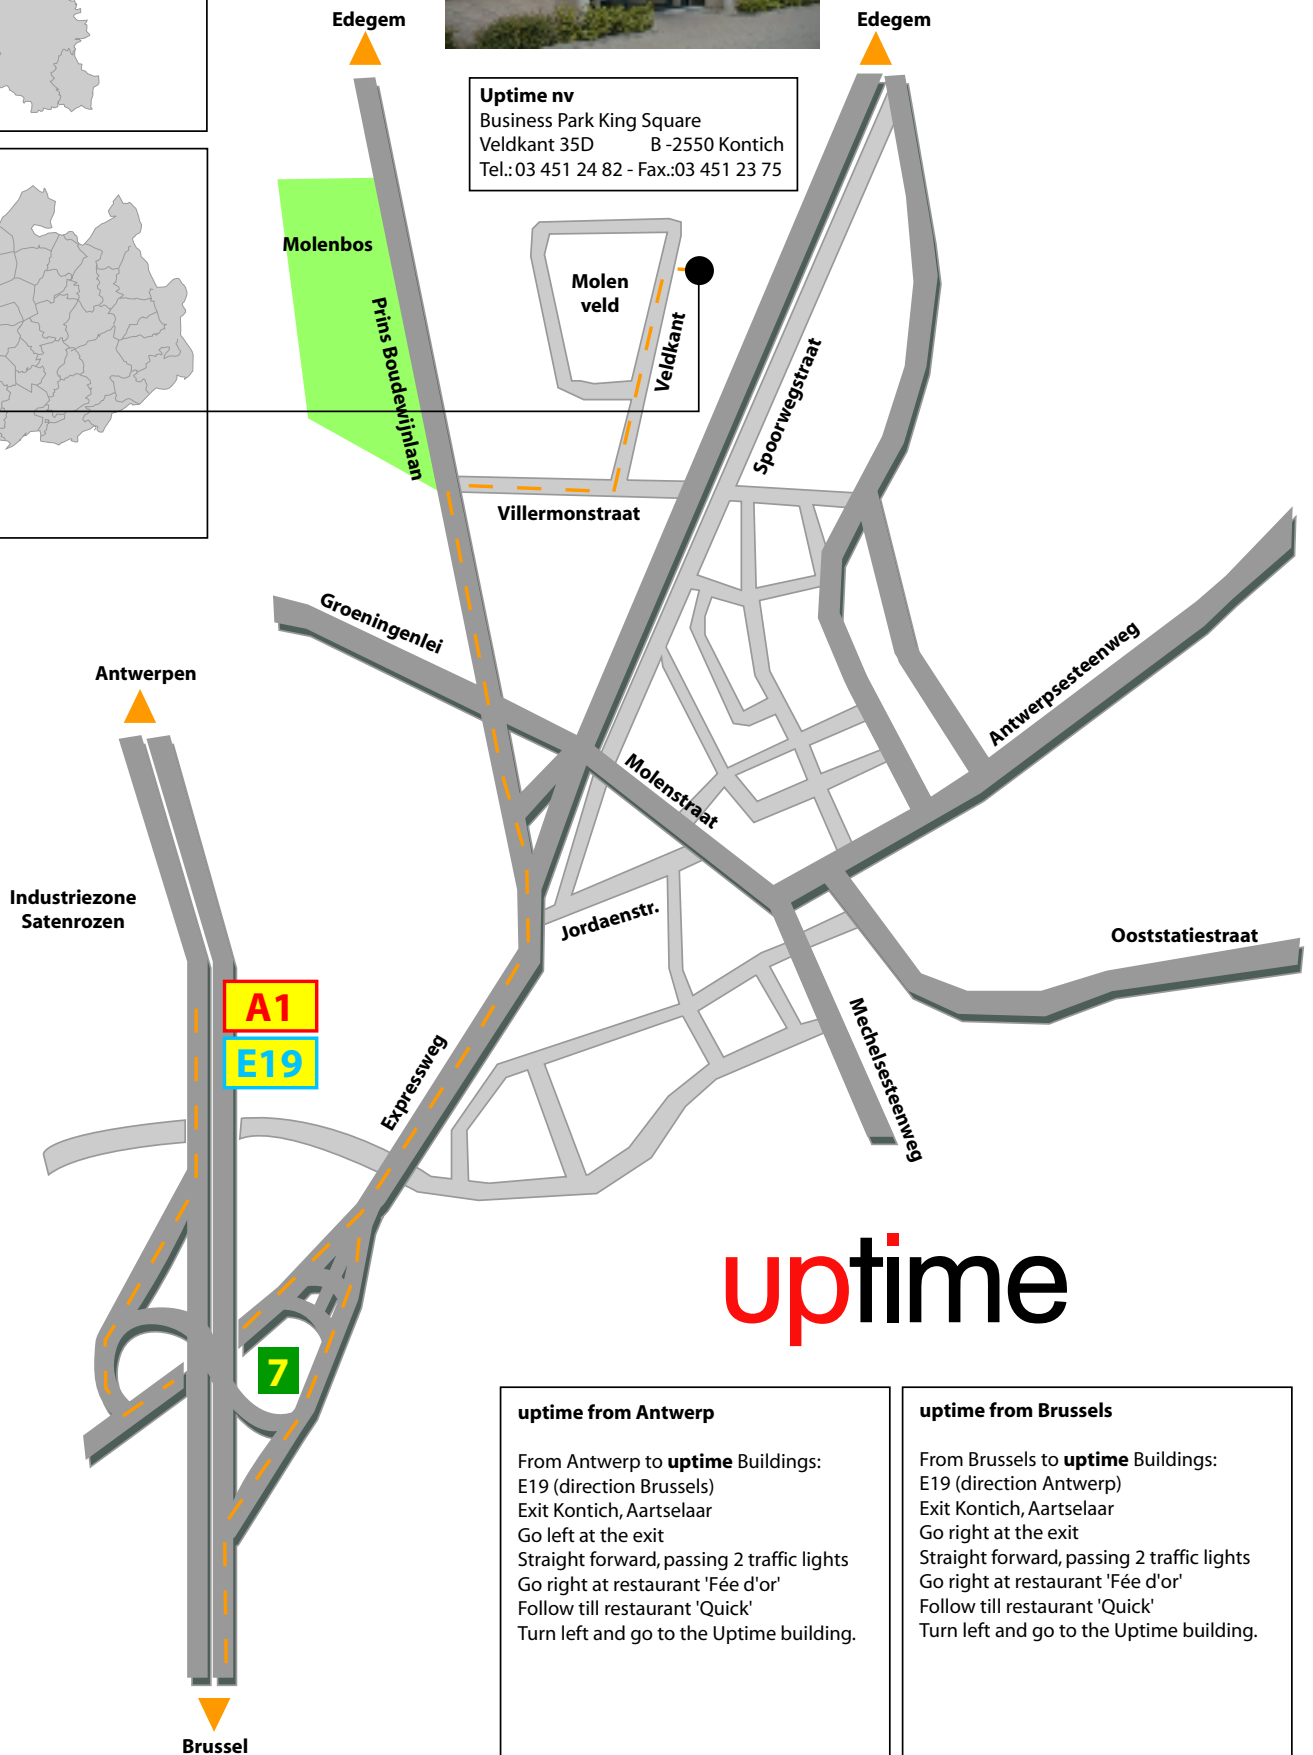 Edegem
Edegem
Uptime nv
Business Park King Square
Veldkant 35D B -2550 Kontich
Tel.: 03 451 24 82 - Fax.:03 451 23 75
Molenbos
Molen
veld
Prins Boudewijnlaan
Veldkant
Spoorwegstraat
Villermonstraat
Groeningenlei
Antwerpen
Antwerpsesteenweg
Molenstraat
Industriezone
Satenrozen
Jordaenstr.
Ooststatiestraat
A1
E19
Expressweg
Mechelsesteenweg
uptime
7
uptime from Antwerp
From Antwerp to uptime Buildings:
E19 (direction Brussels)
Exit Kontich, Aartselaar
Go left at the exit
Straight forward, passing 2 traffic lights
Go right at restaurant 'Fée d'or'
Follow till restaurant 'Quick'
Turn left and go to the Uptime building.
uptime from Brussels
From Brussels to uptime Buildings:
E19 (direction Antwerp)
Exit Kontich, Aartselaar
Go right at the exit
Straight forward, passing 2 traffic lights
Go right at restaurant 'Fée d'or'
Follow till restaurant 'Quick'
Turn left and go to the Uptime building.
Brussel